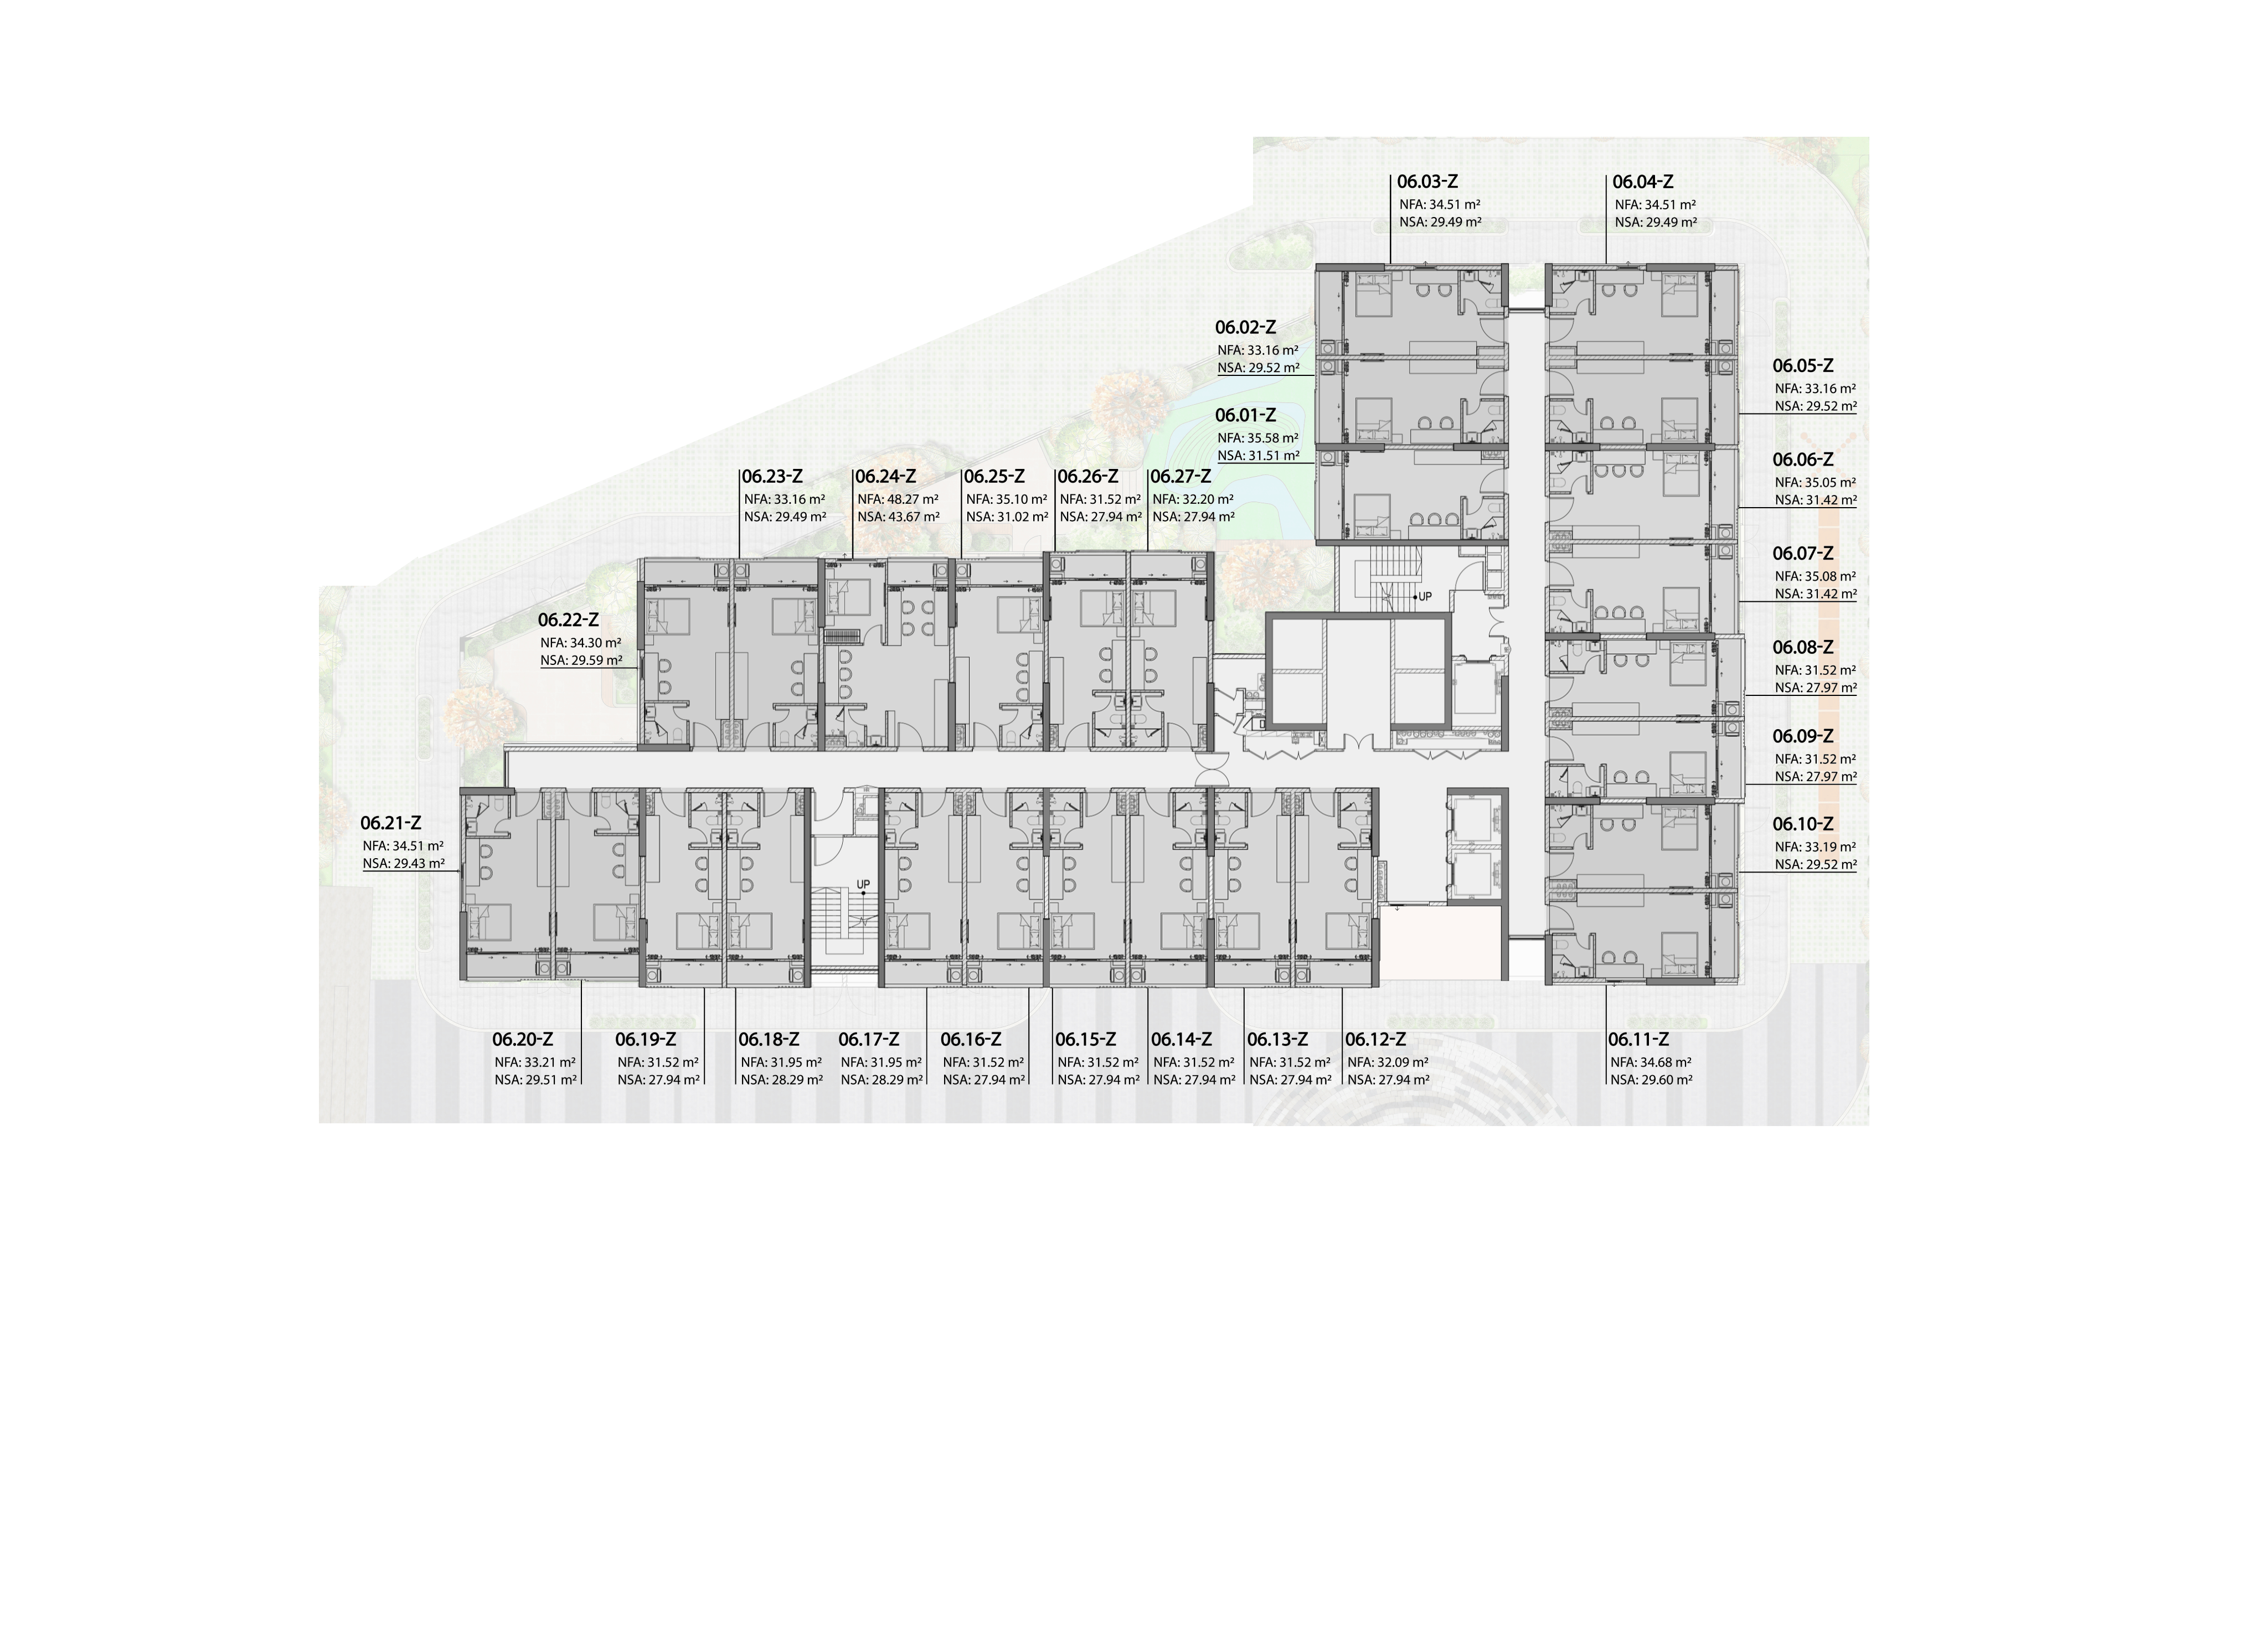 06.03-Z
NFA: 34.51 m²
NSA: 29.49 m²
06.04-Z
NFA: 34.51 m²
NSA: 29.49 m²
06.02-Z
NFA: 33.16 m²
NSA: 29.52 m²
06.05-Z
NFA: 33.16 m²
NSA: 29.52 m²
06.01-Z
NFA: 35.58 m²
NSA: 31.51 m²
06.06-Z
NFA: 35.05 m²
NSA: 31.42 m²
06.23-Z
NFA: 33.16 m²
NSA: 29.49 m²
06.24-Z
NFA: 48.27 m²
NSA: 43.67 m²
06.25-Z
NFA: 35.10 m²
NSA: 31.02 m²
06.26-Z
NFA: 31.52 m²
NSA: 27.94 m²
06.27-Z
NFA: 32.20 m²
NSA: 27.94 m²
06.07-Z
NFA: 35.08 m²
NSA: 31.42 m²
UP
06.22-Z
NFA: 34.30 m²
NSA: 29.59 m²
06.08-Z
NFA: 31.52 m²
NSA: 27.97 m²
06.09-Z
NFA: 31.52 m²
NSA: 27.97 m²
06.21-Z
NFA: 34.51 m²
NSA: 29.43 m²
06.10-Z
NFA: 33.19 m²
NSA: 29.52 m²
UP
06.20-Z
NFA: 33.21 m²
NSA: 29.51 m²
06.19-Z
NFA: 31.52 m²
NSA: 27.94 m²
06.18-Z
NFA: 31.95 m²
NSA: 28.29 m²
06.17-Z
NFA: 31.95 m²
NSA: 28.29 m²
06.16-Z
NFA: 31.52 m²
NSA: 27.94 m²
06.15-Z
NFA: 31.52 m²
NSA: 27.94 m²
06.14-Z
NFA: 31.52 m²
NSA: 27.94 m²
06.13-Z
NFA: 31.52 m²
NSA: 27.94 m²
06.12-Z
NFA: 32.09 m²
NSA: 27.94 m²
06.11-Z
NFA: 34.68 m²
NSA: 29.60 m²